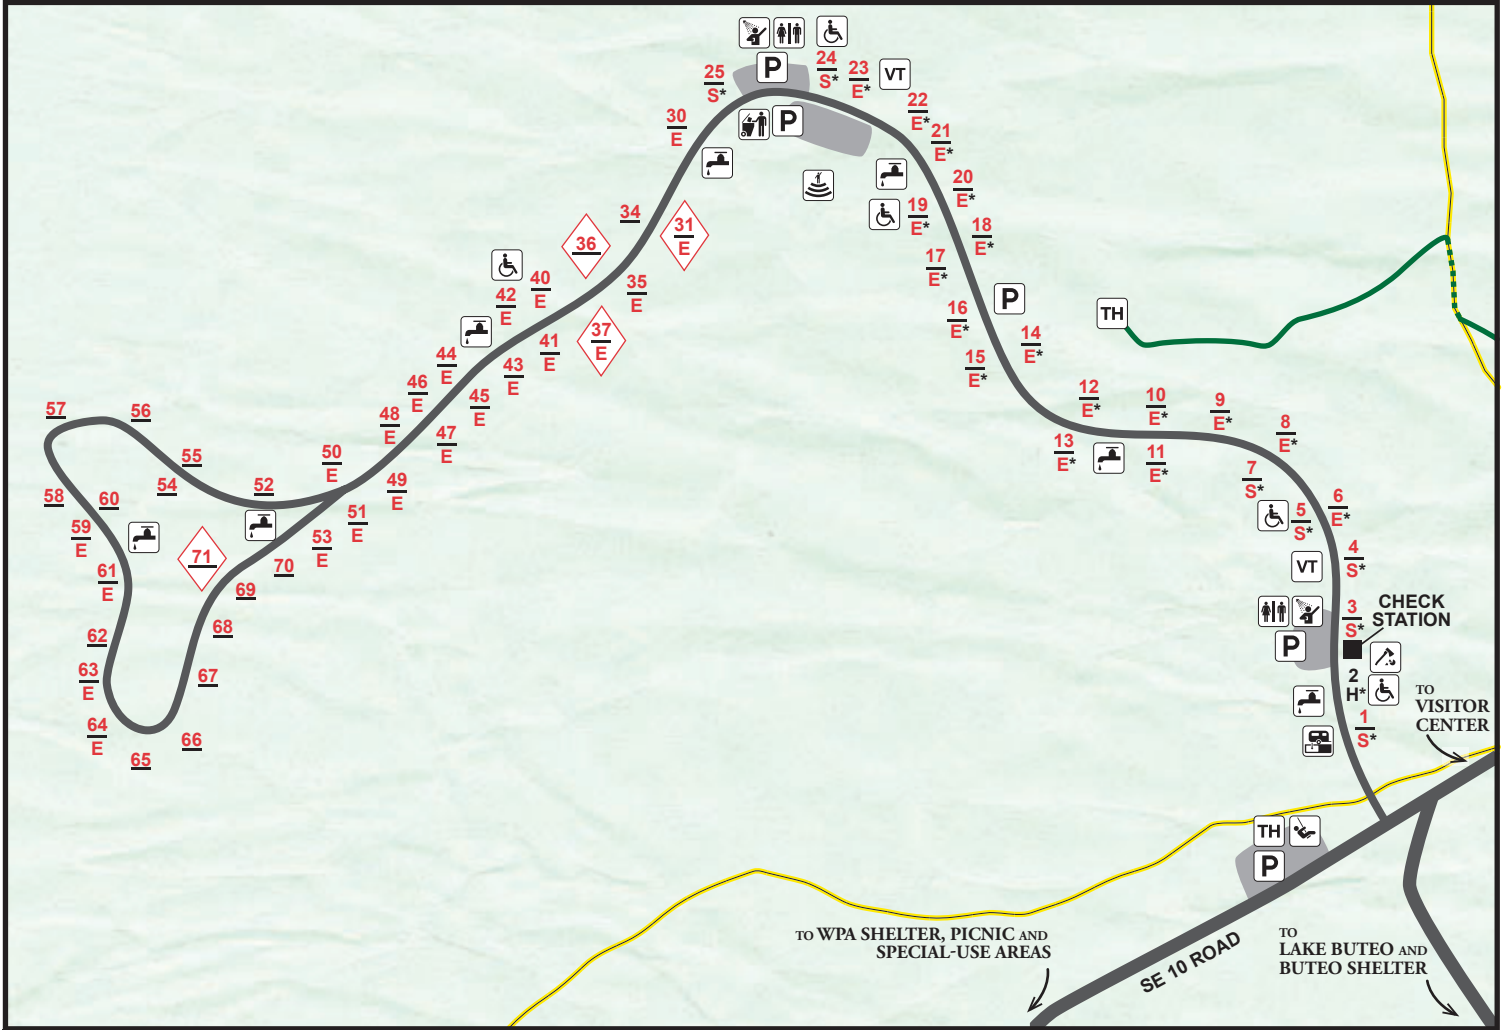 24
S*
25
S*
P
23
E*
VT
22
E*
30
E
P
21
E*
20
E*
19
E*
34
31
E
18
E*
36
17
E*
40
E
42
E
35
E
P
TH
16
E*
37
E
14
E*
41
E
15
E*
44
E
43
E
46
E
12
E*
10
E*
9
E*
45
E
57
56
48
E
8
E*
47
E
13
E*
11
E*
55
50
E
7
S*
54
52
49
E
58
60
6
E*
5
S*
59
E
51
E
53
E
4
S*
71
VT
61
E
70
69
3
S*
CHECK
STATION
68
62
P
2
H*
63
E
67
TO
VISITOR
CENTER
1
S*
64
E
66
65
TH
P
TO WPA SHELTER, PICNIC AND
SPECIAL-USE AREAS
SE 10 ROAD
TO
LAKE BUTEO AND
BUTEO SHELTER